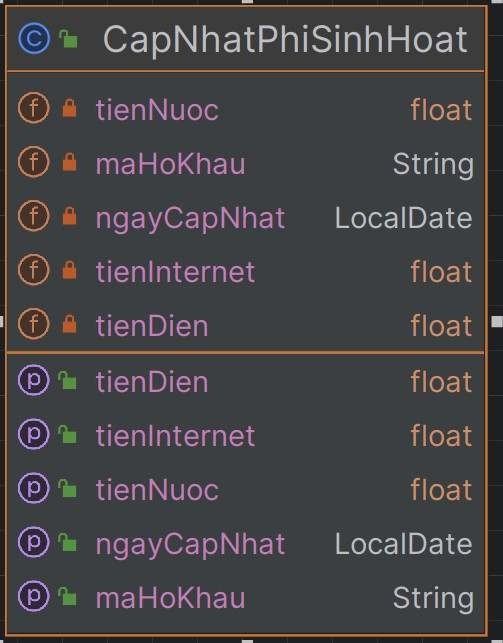 C CapNhatPhiSinhHoat
f tienNuoc float
f maHoKhau String
f ngayCapNhat LocalDate
f tienInternet float
f tienDien float
p tienDien float
p tienInternet float
p tienNuoc float
p ngayCapNhat LocalDate
p maHoKhau String